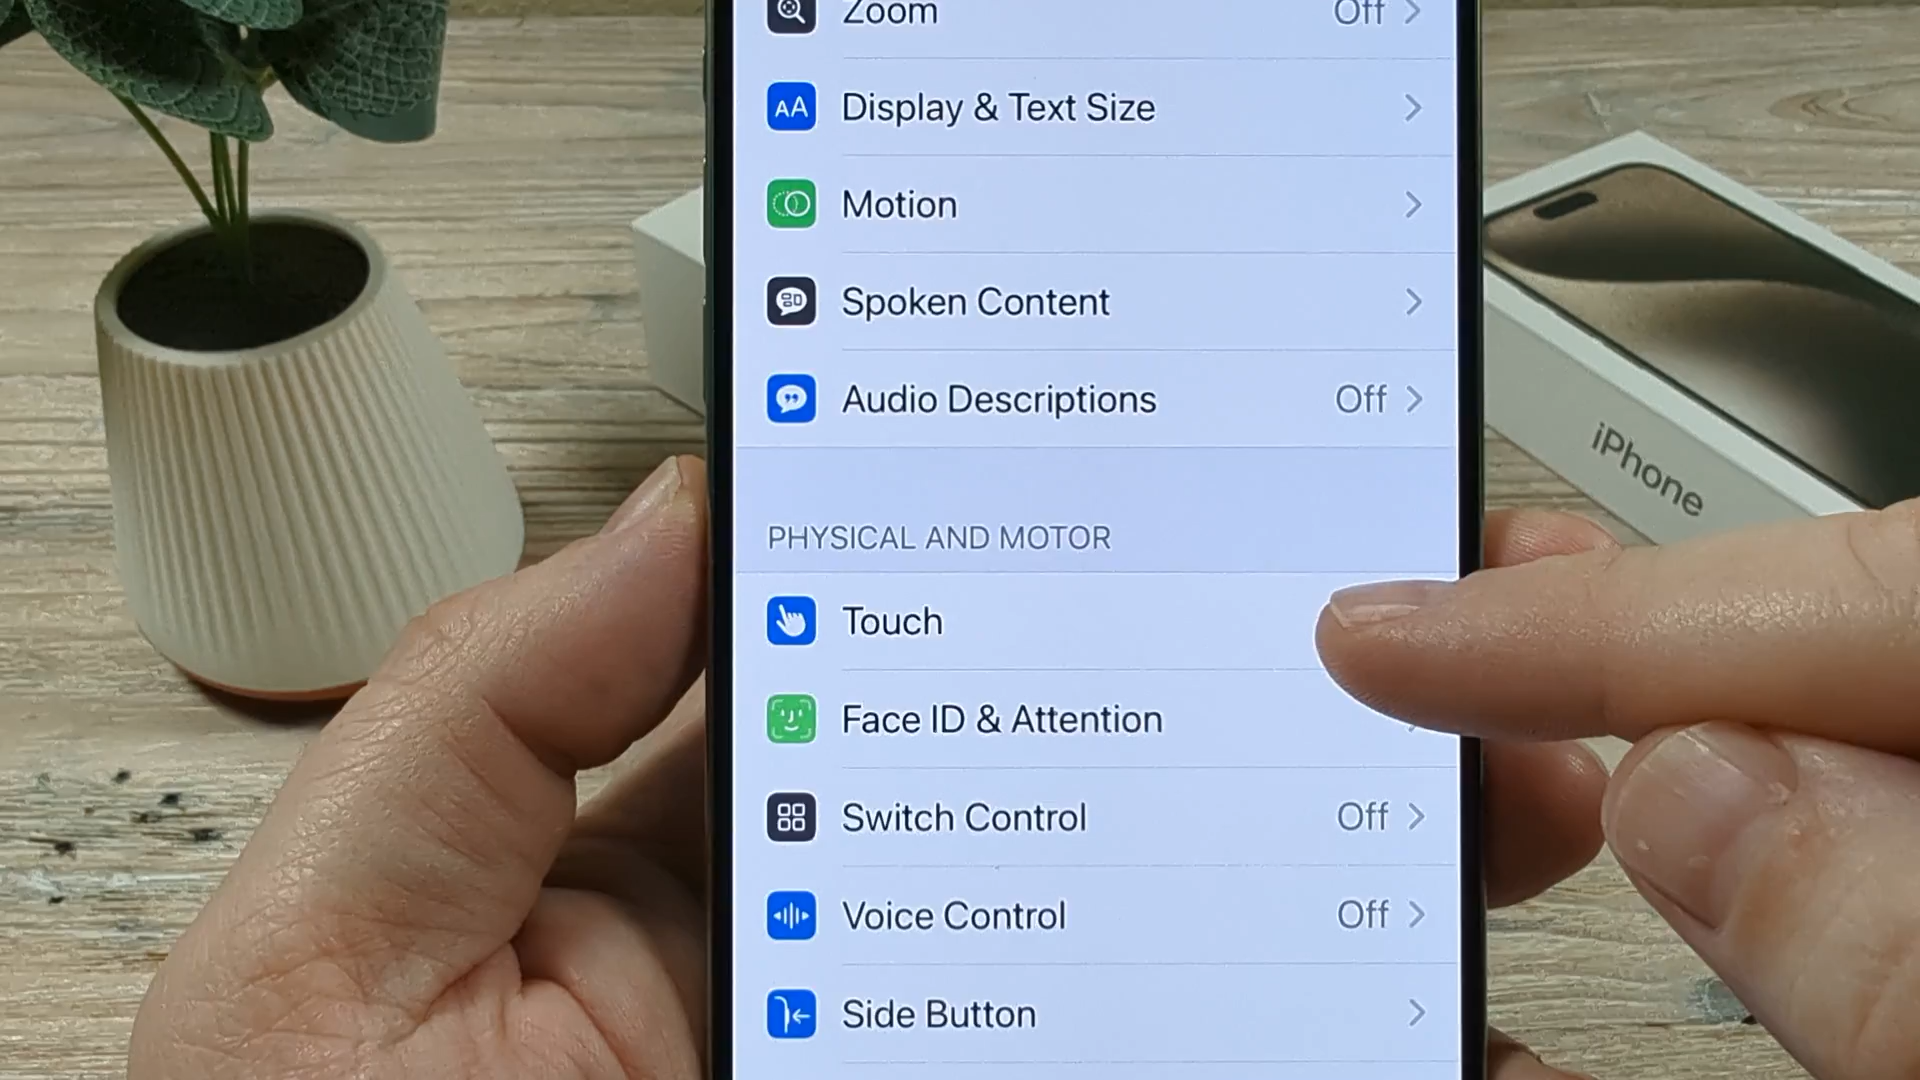 Zoom Off
AA Display & Text Size
Motion
Spoken Content
Audio Descriptions Off
PHYSICAL AND MOTOR
Touch
Face ID & Attention
Switch Control Off
Voice Control Off
Side Button
iPhone